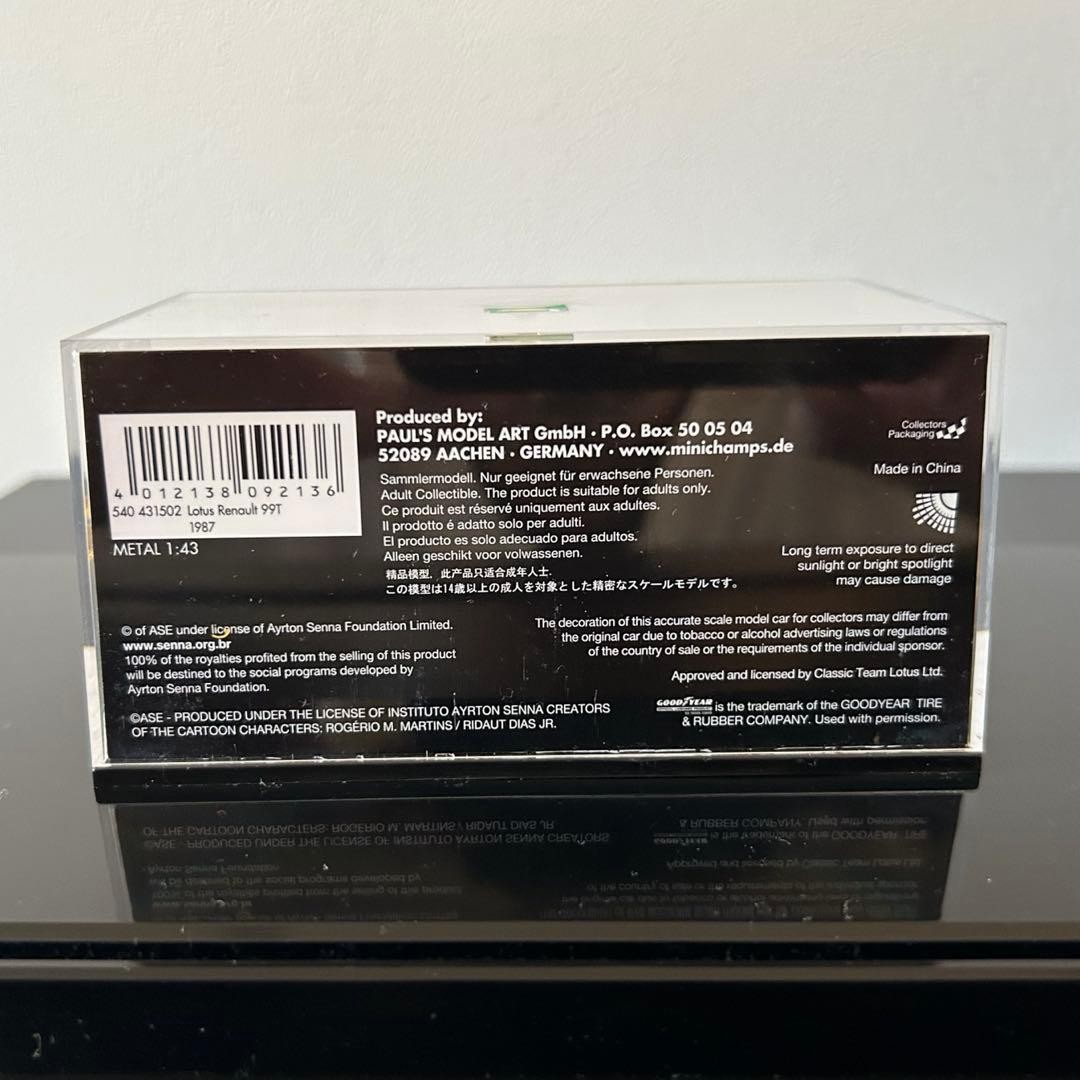 4 012138 092136
540 431502 Lotus Renault 99T
1987
METAL 1:43
Produced by:
PAUL'S MODEL ART GmbH · P.O. Box 50 05 04
52089 AACHEN · GERMANY · www.minichamps.de
Sammlermodell. Nur geeignet für erwachsene Personen.
Adult Collectible. The product is suitable for adults only.
Ce produit est réservé uniquement aux adultes.
Il prodotto é adatto solo per adulti.
El producto es solo adecuado para adultos.
Alleen geschikt voor volwassenen.
精品模型，此产品只适合成年人士.
この模型は14歳以上の成人を対象とした精密なスケールモデルです。
Collectors
Packaging
Made in China
Long term exposure to direct
sunlight or bright spotlight
may cause damage
© of ASE under license of Ayrton Senna Foundation Limited.
www.senna.org.br
100% of the royalties profited from the selling of this product
will be destined to the social programs developed by
Ayrton Senna Foundation.
©ASE - PRODUCED UNDER THE LICENSE OF INSTITUTO AYRTON SENNA CREATORS
OF THE CARTOON CHARACTERS: ROGÉRIO M. MARTINS / RIDAUT DIAS JR.
The decoration of this accurate scale model car for collectors may differ from
the original car due to tobacco or alcohol advertising laws or regulations
of the country of sale or the requirements of the individual sponsor.
Approved and licensed by Classic Team Lotus Ltd.
GOODYEAR is the trademark of the GOODYEAR TIRE
& RUBBER COMPANY. Used with permission.